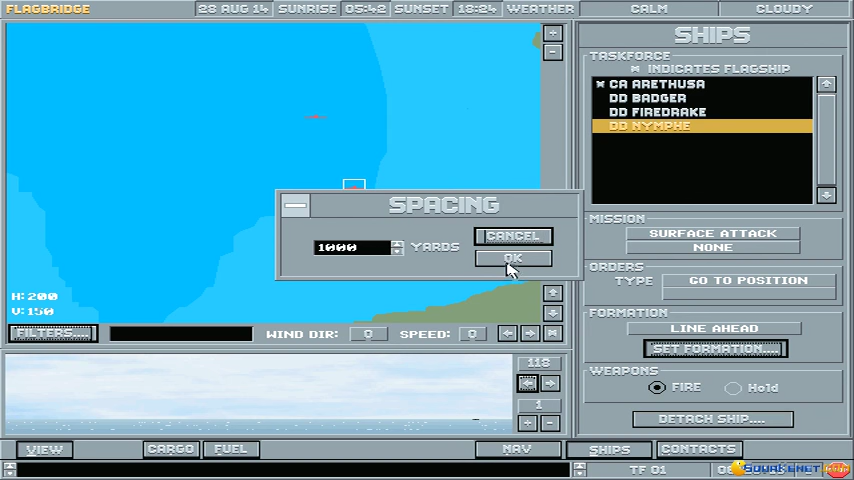 FLAGBRIDGE 28 AUG 14 SUNRISE 05:42 SUNSET 18:24 WEATHER CALM CLOUDY
+
-
SHIPS
TASKFORCE
* INDICATES FLAGSHIP
* CA ARETHUSA
DD BADGER
DD FIREDRAKE
DD NYMPHE
SPACING
CANCEL
1000 YARDS
OK
MISSION
SURFACE ATTACK
NONE
ORDERS
TYPE GO TO POSITION
H:200
V:150
FORMATION
LINE AHEAD
FILTERS.... WIND DIR: 0 SPEED: 0
SET FORMATION....
118
WEAPONS
FIRE Hold
1
+ -
DETACH SHIP....
VIEW CARGO FUEL NAV SHIPS CONTACTS
TF 01
SQUAKENET.com